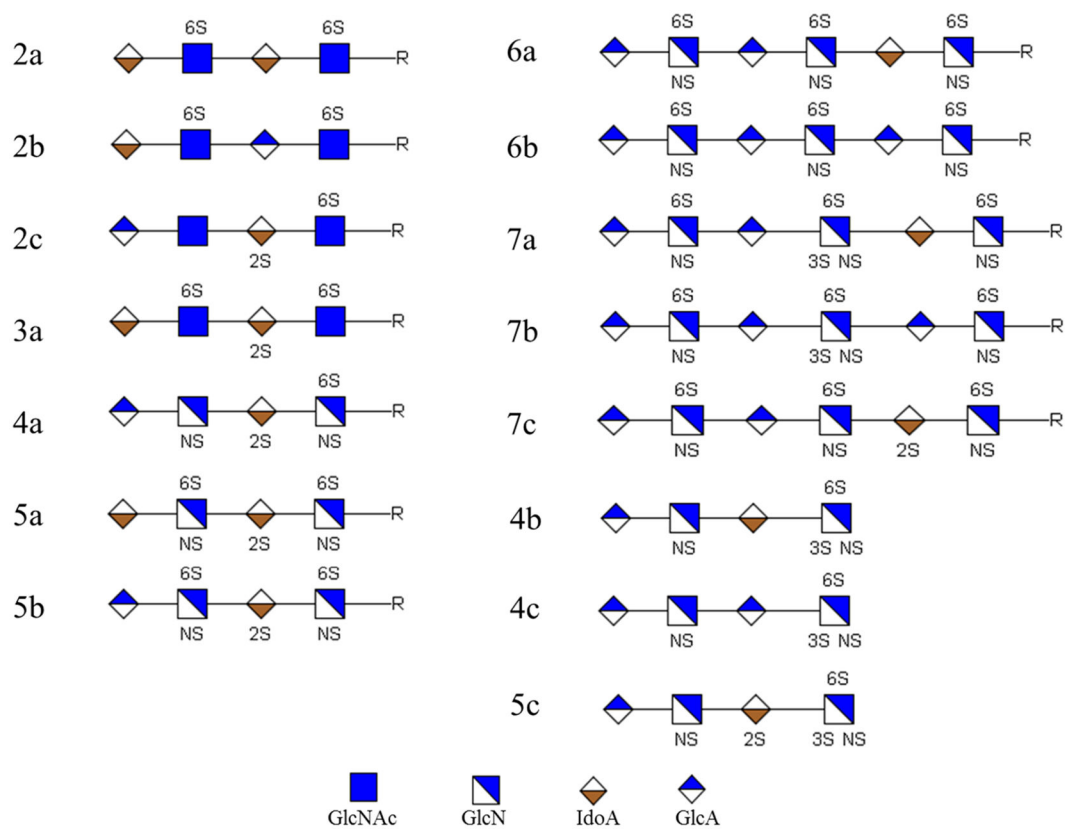 6S 6S
2a R
6S 6S
2b R
6S
2c R
2S
6S 6S
3a R
2S
6S
4a R
NS 2S NS
6S 6S
5a R
NS 2S NS
6S 6S
5b R
NS 2S NS
6S 6S 6S
6a R
NS NS NS
6S 6S 6S
6b R
NS NS NS
6S 6S 6S
7a R
NS 3S NS NS
6S 6S 6S
7b R
NS 3S NS NS
6S 6S 6S
7c R
NS NS 2S NS
6S
4b
NS 3S NS
6S
4c
NS 3S NS
6S
5c
NS 2S 3S NS
GlcNAc GlcN IdoA GlcA